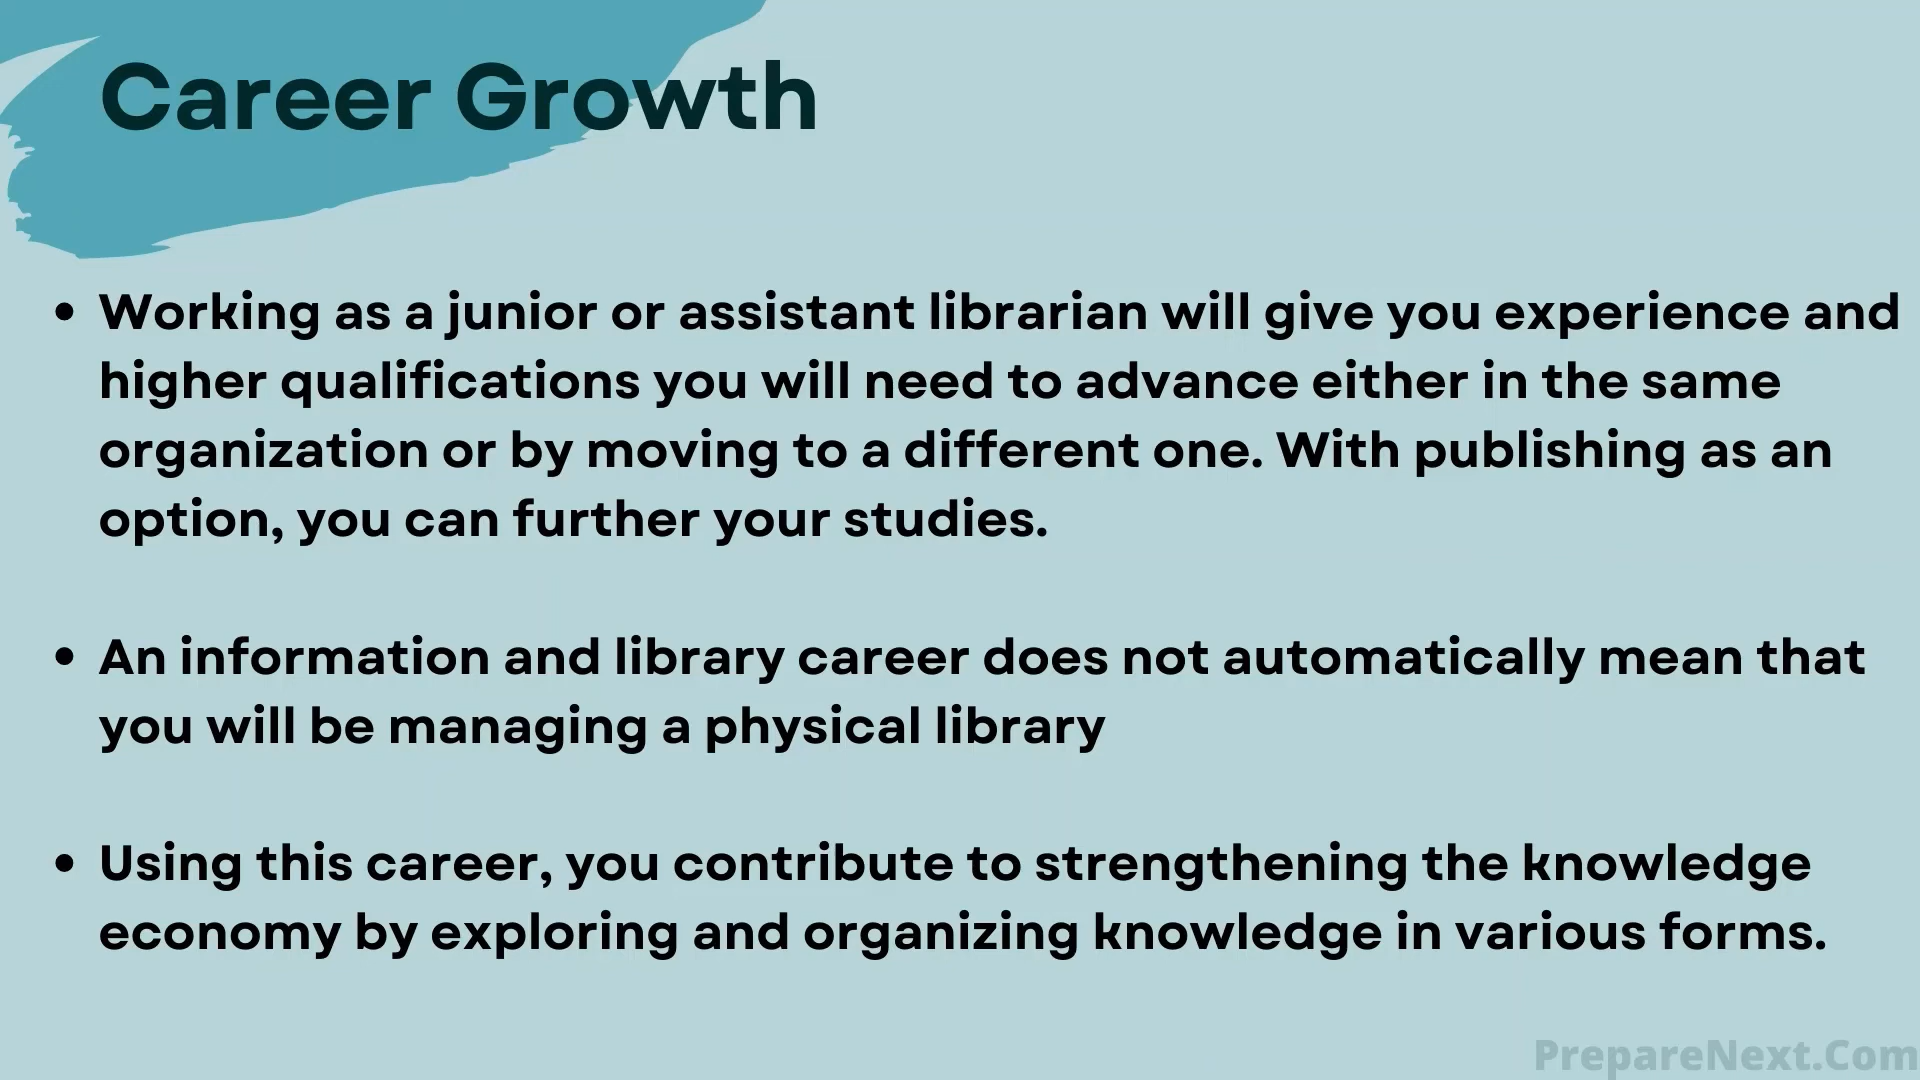 Career Growth
• Working as a junior or assistant librarian will give you experience and
higher qualifications you will need to advance either in the same
organization or by moving to a different one. With publishing as an
option, you can further your studies.
• An information and library career does not automatically mean that
you will be managing a physical library
• Using this career, you contribute to strengthening the knowledge
economy by exploring and organizing knowledge in various forms.
PrepareNext.Com